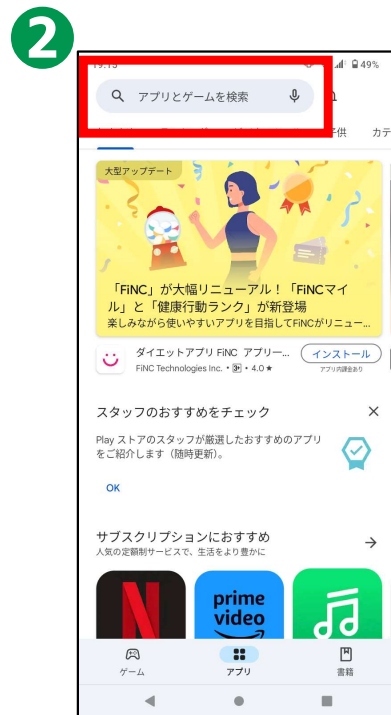 2
49%
アプリとゲームを検索
カテ
大型アップデート
「FiNC」が大幅リニューアル!「FiNCマイ
ル」と「健康行動ランク」が新登場
楽しみながら使いやすいアプリを目指してFiNCがリニュー...
ダイエットアプリ FiNC アプリー...
インストール
FiNC Technologies Inc. • 3+ • 4.0★
アプリ内課金あり
スタッフのおすすめをチェック
Play ストアのスタッフが厳選したおすすめのアプリ
をご紹介します(随時更新)。
OK
サブスクリプションにおすすめ
人気の定額制サービスで、生活をより豊かに
N
prime
video
ゲーム
アプリ
書籍